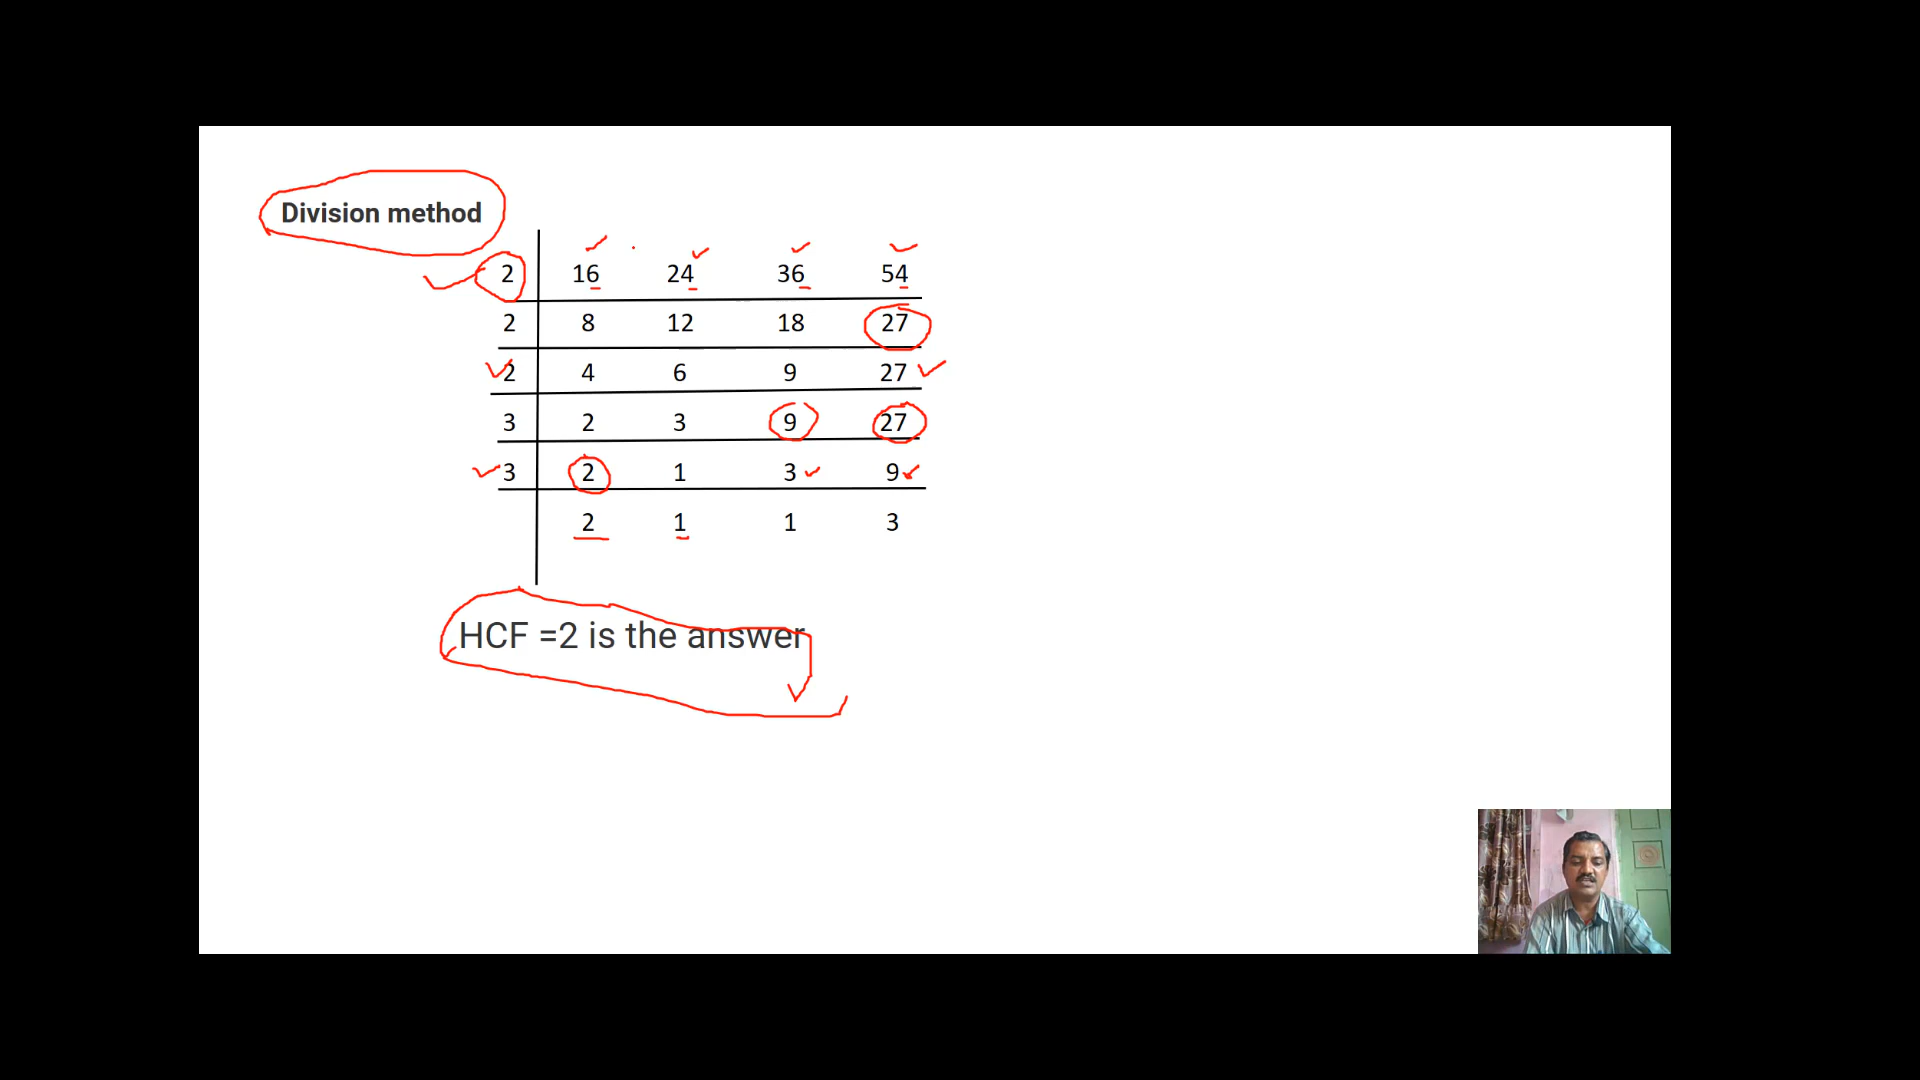 Division method
2 16 24 36 54
2 8 12 18 27
2 4 6 9 27
3 2 3 9 27
3 2 1 3 9
2 1 1 3
HCF =2 is the answer